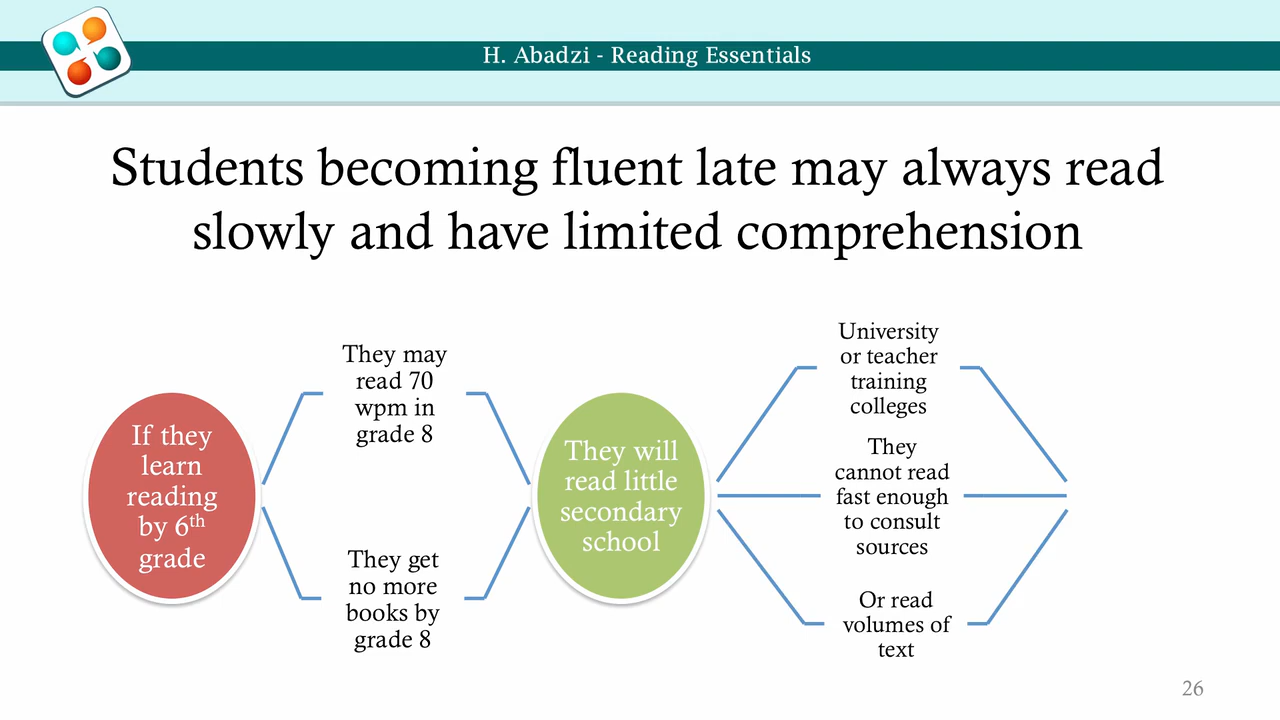 H. Abadzi - Reading Essentials
Students becoming fluent late may always read
slowly and have limited comprehension
If they
learn
reading
by 6th
grade
They may
read 70
wpm in
grade 8
They get
no more
books by
grade 8
They will
read little
secondary
school
University
or teacher
training
colleges
They
cannot read
fast enough
to consult
sources
Or read
volumes of
text
26